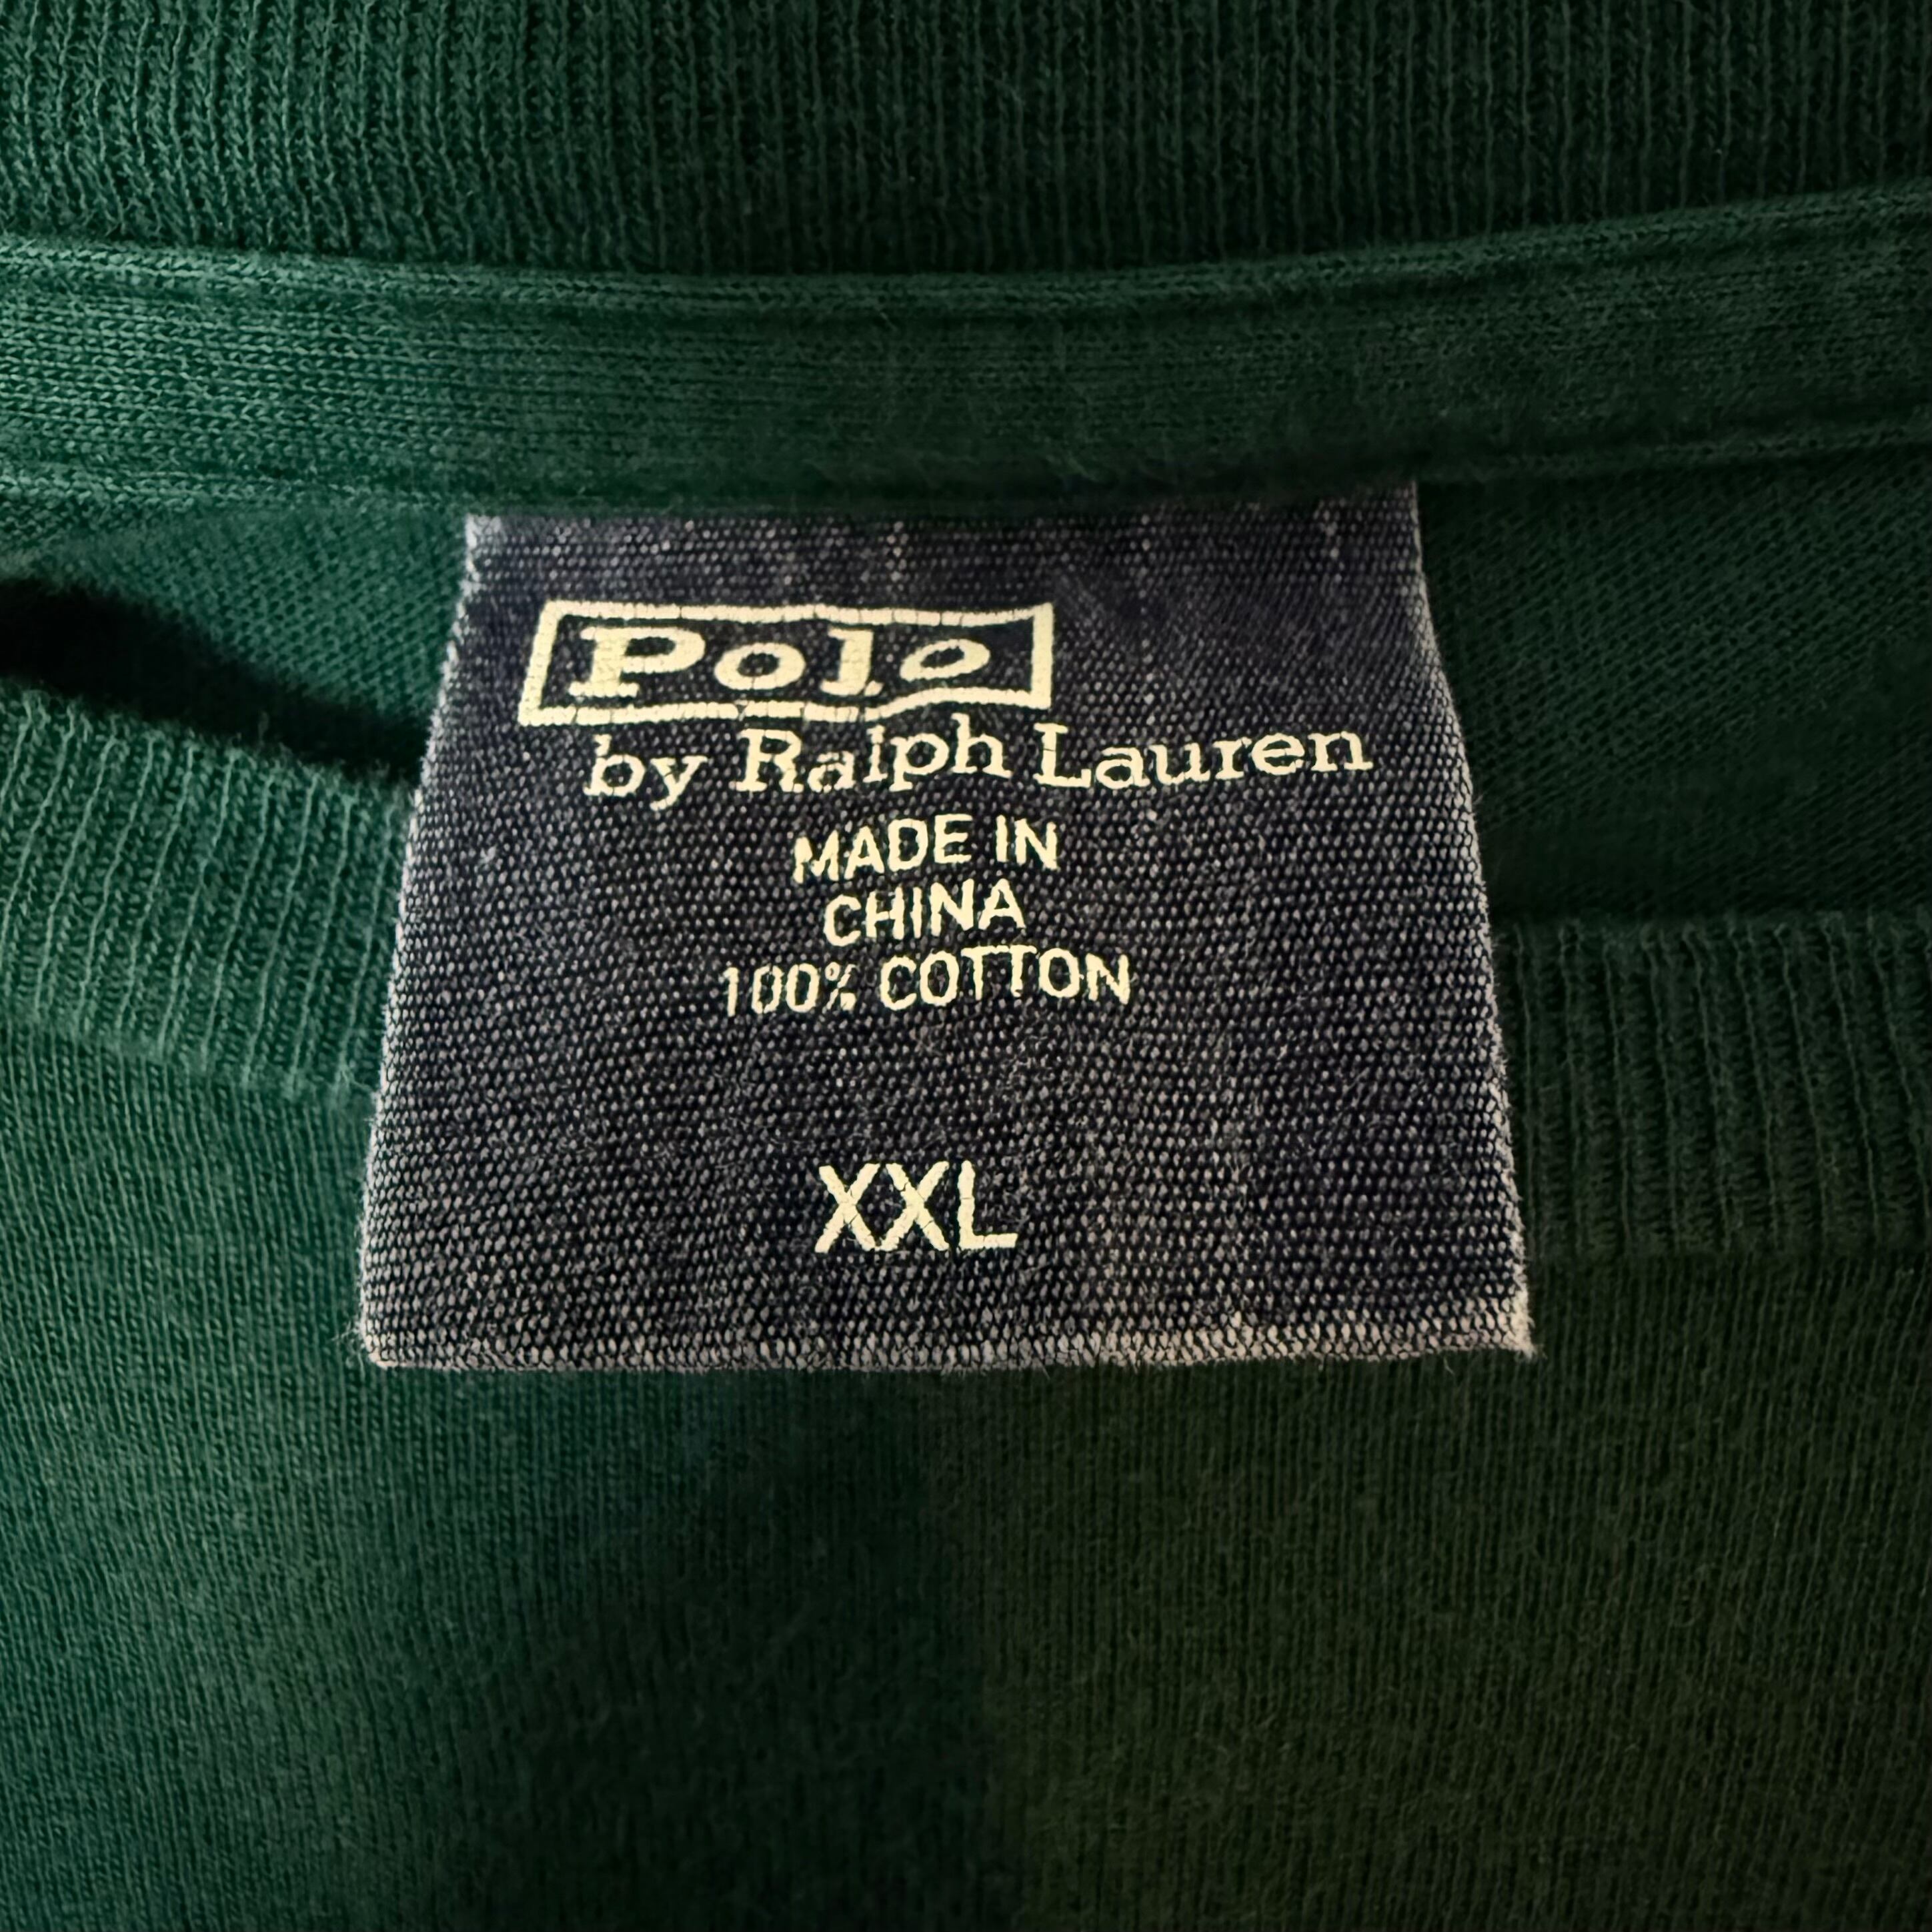 Polo
by Ralph Lauren
MADE IN
CHINA
100% COTTON
XXL